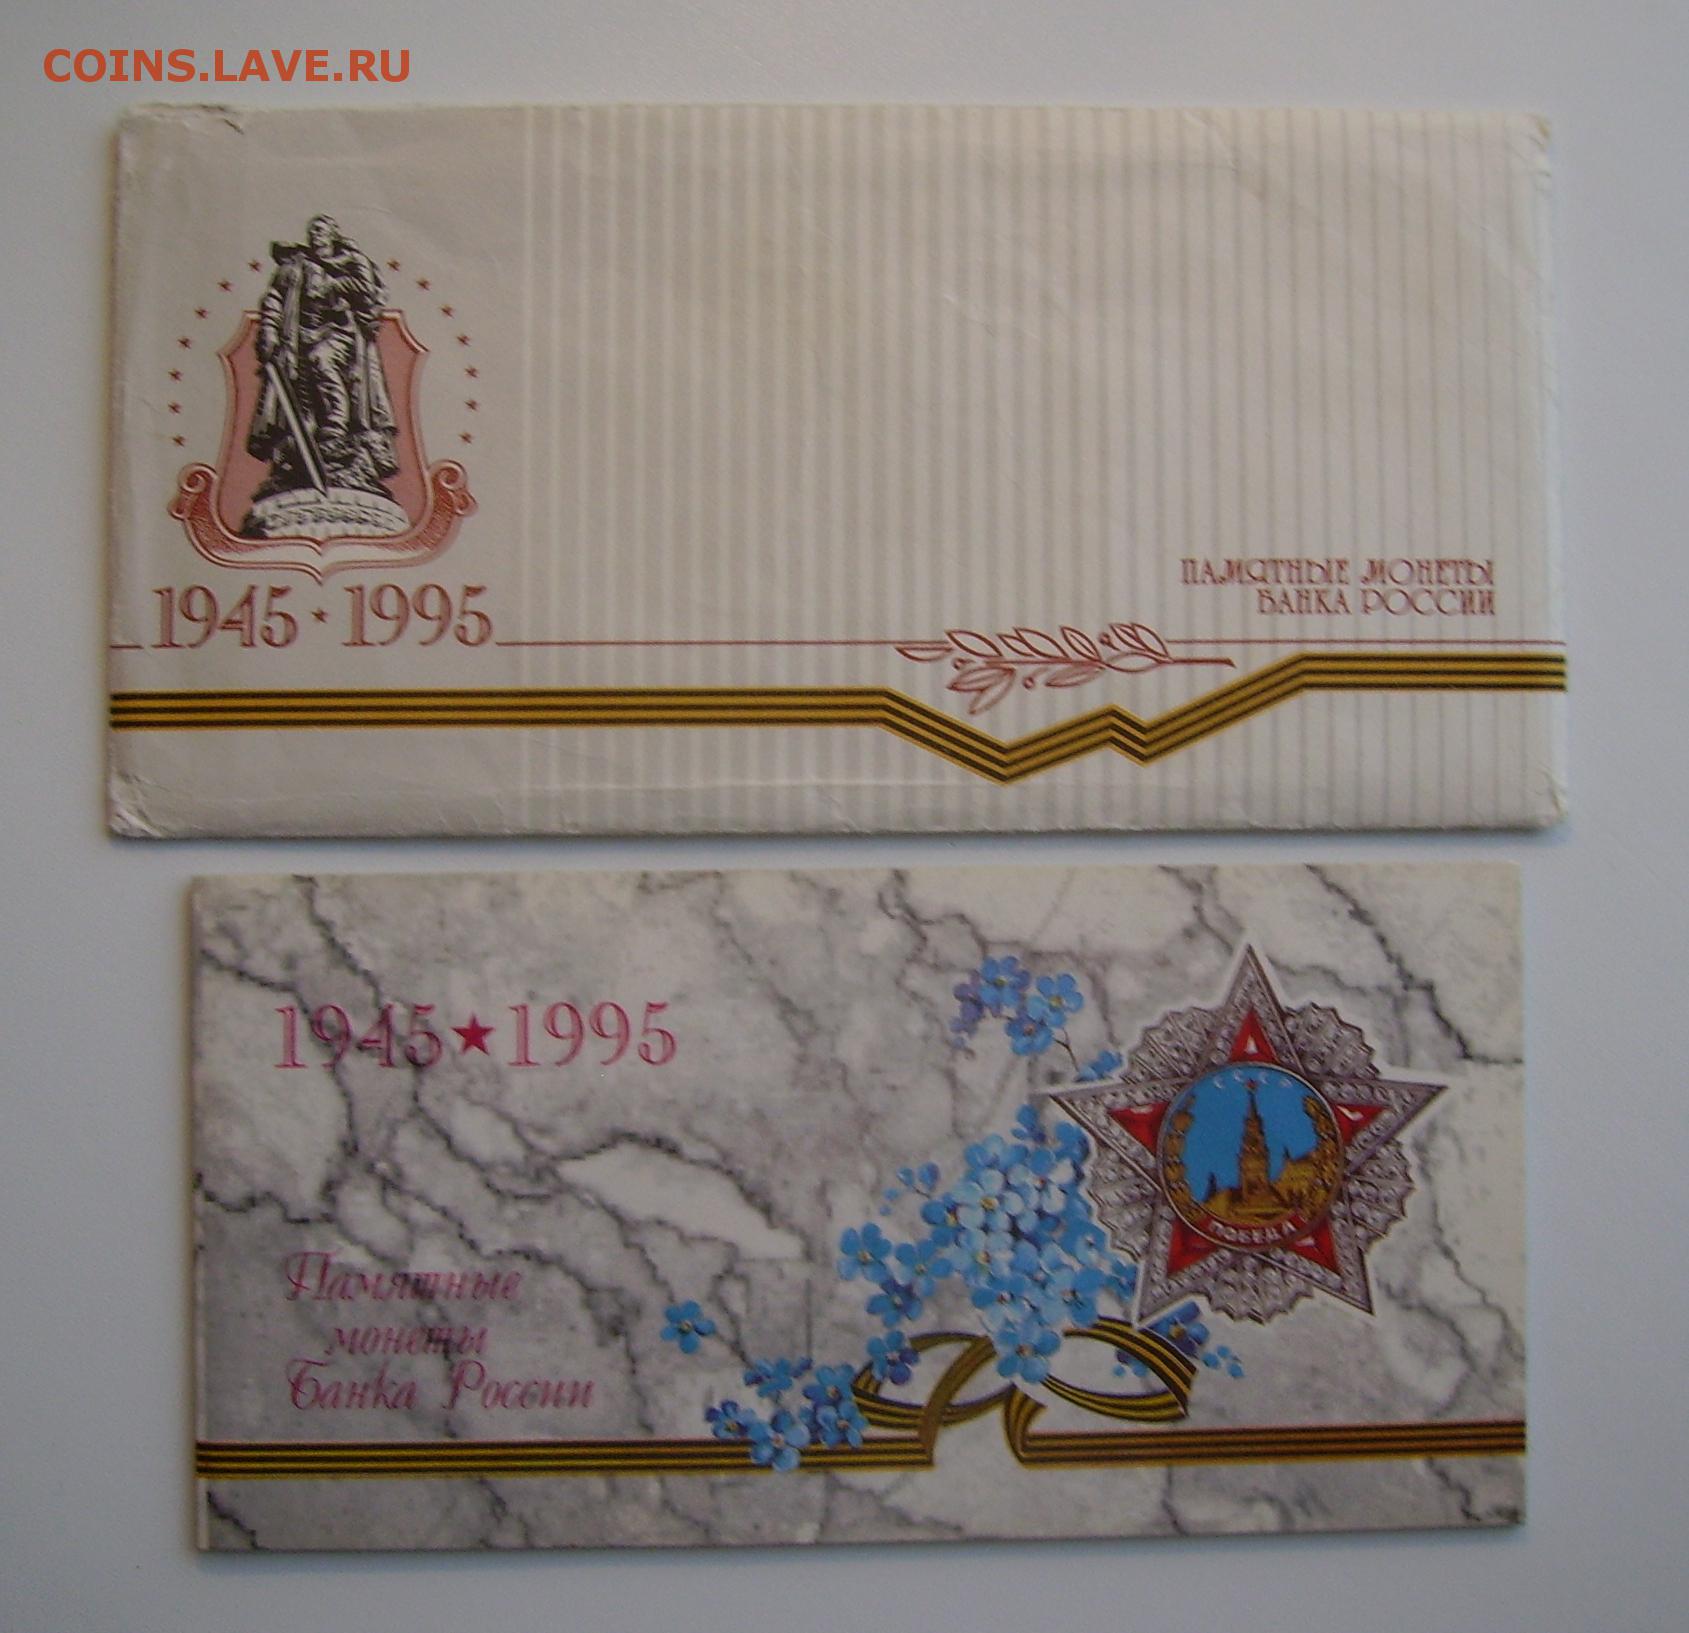 COINS.LAVE.RU
1945 ★ 1995
ПАМЯТНЫЕ МОНЕТЫ
БАНКА РОССИИ
1945★1995
СССР
ПОБЕДА
Памятные
монеты
Банка России